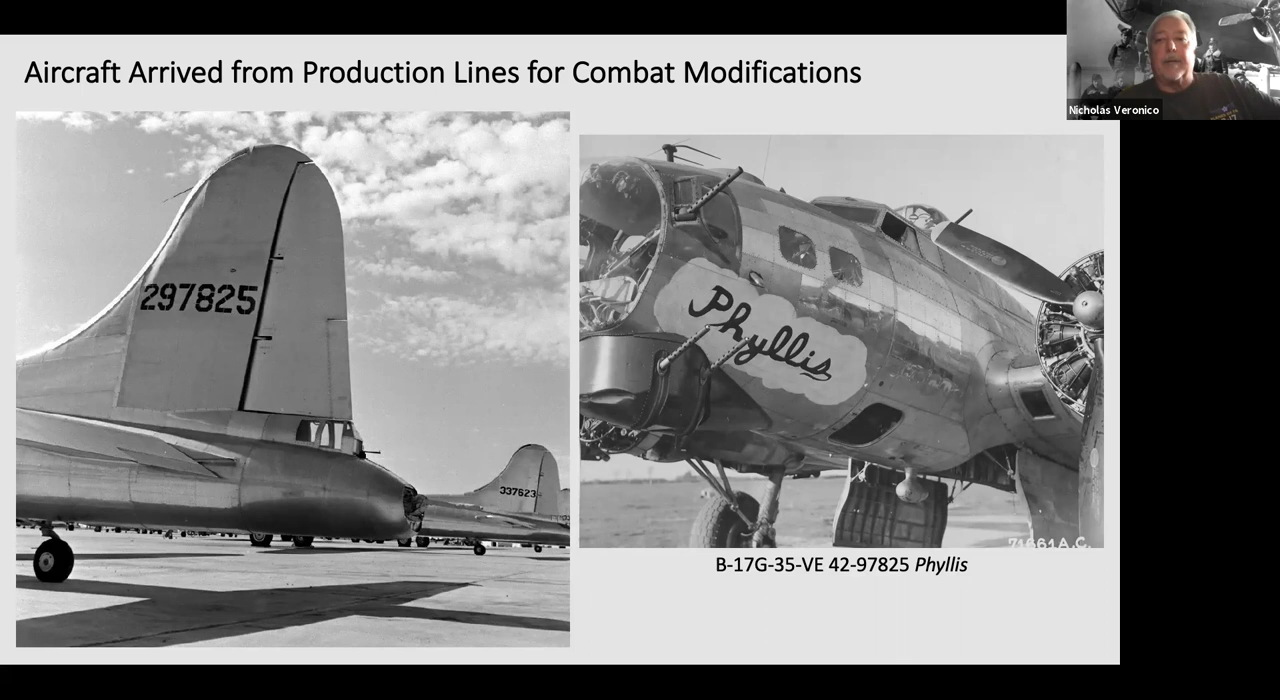 Aircraft Arrived from Production Lines for Combat Modifications
Nicholas Veronico
297825
337623
Phyllis
71661A.C.
B-17G-35-VE 42-97825 Phyllis